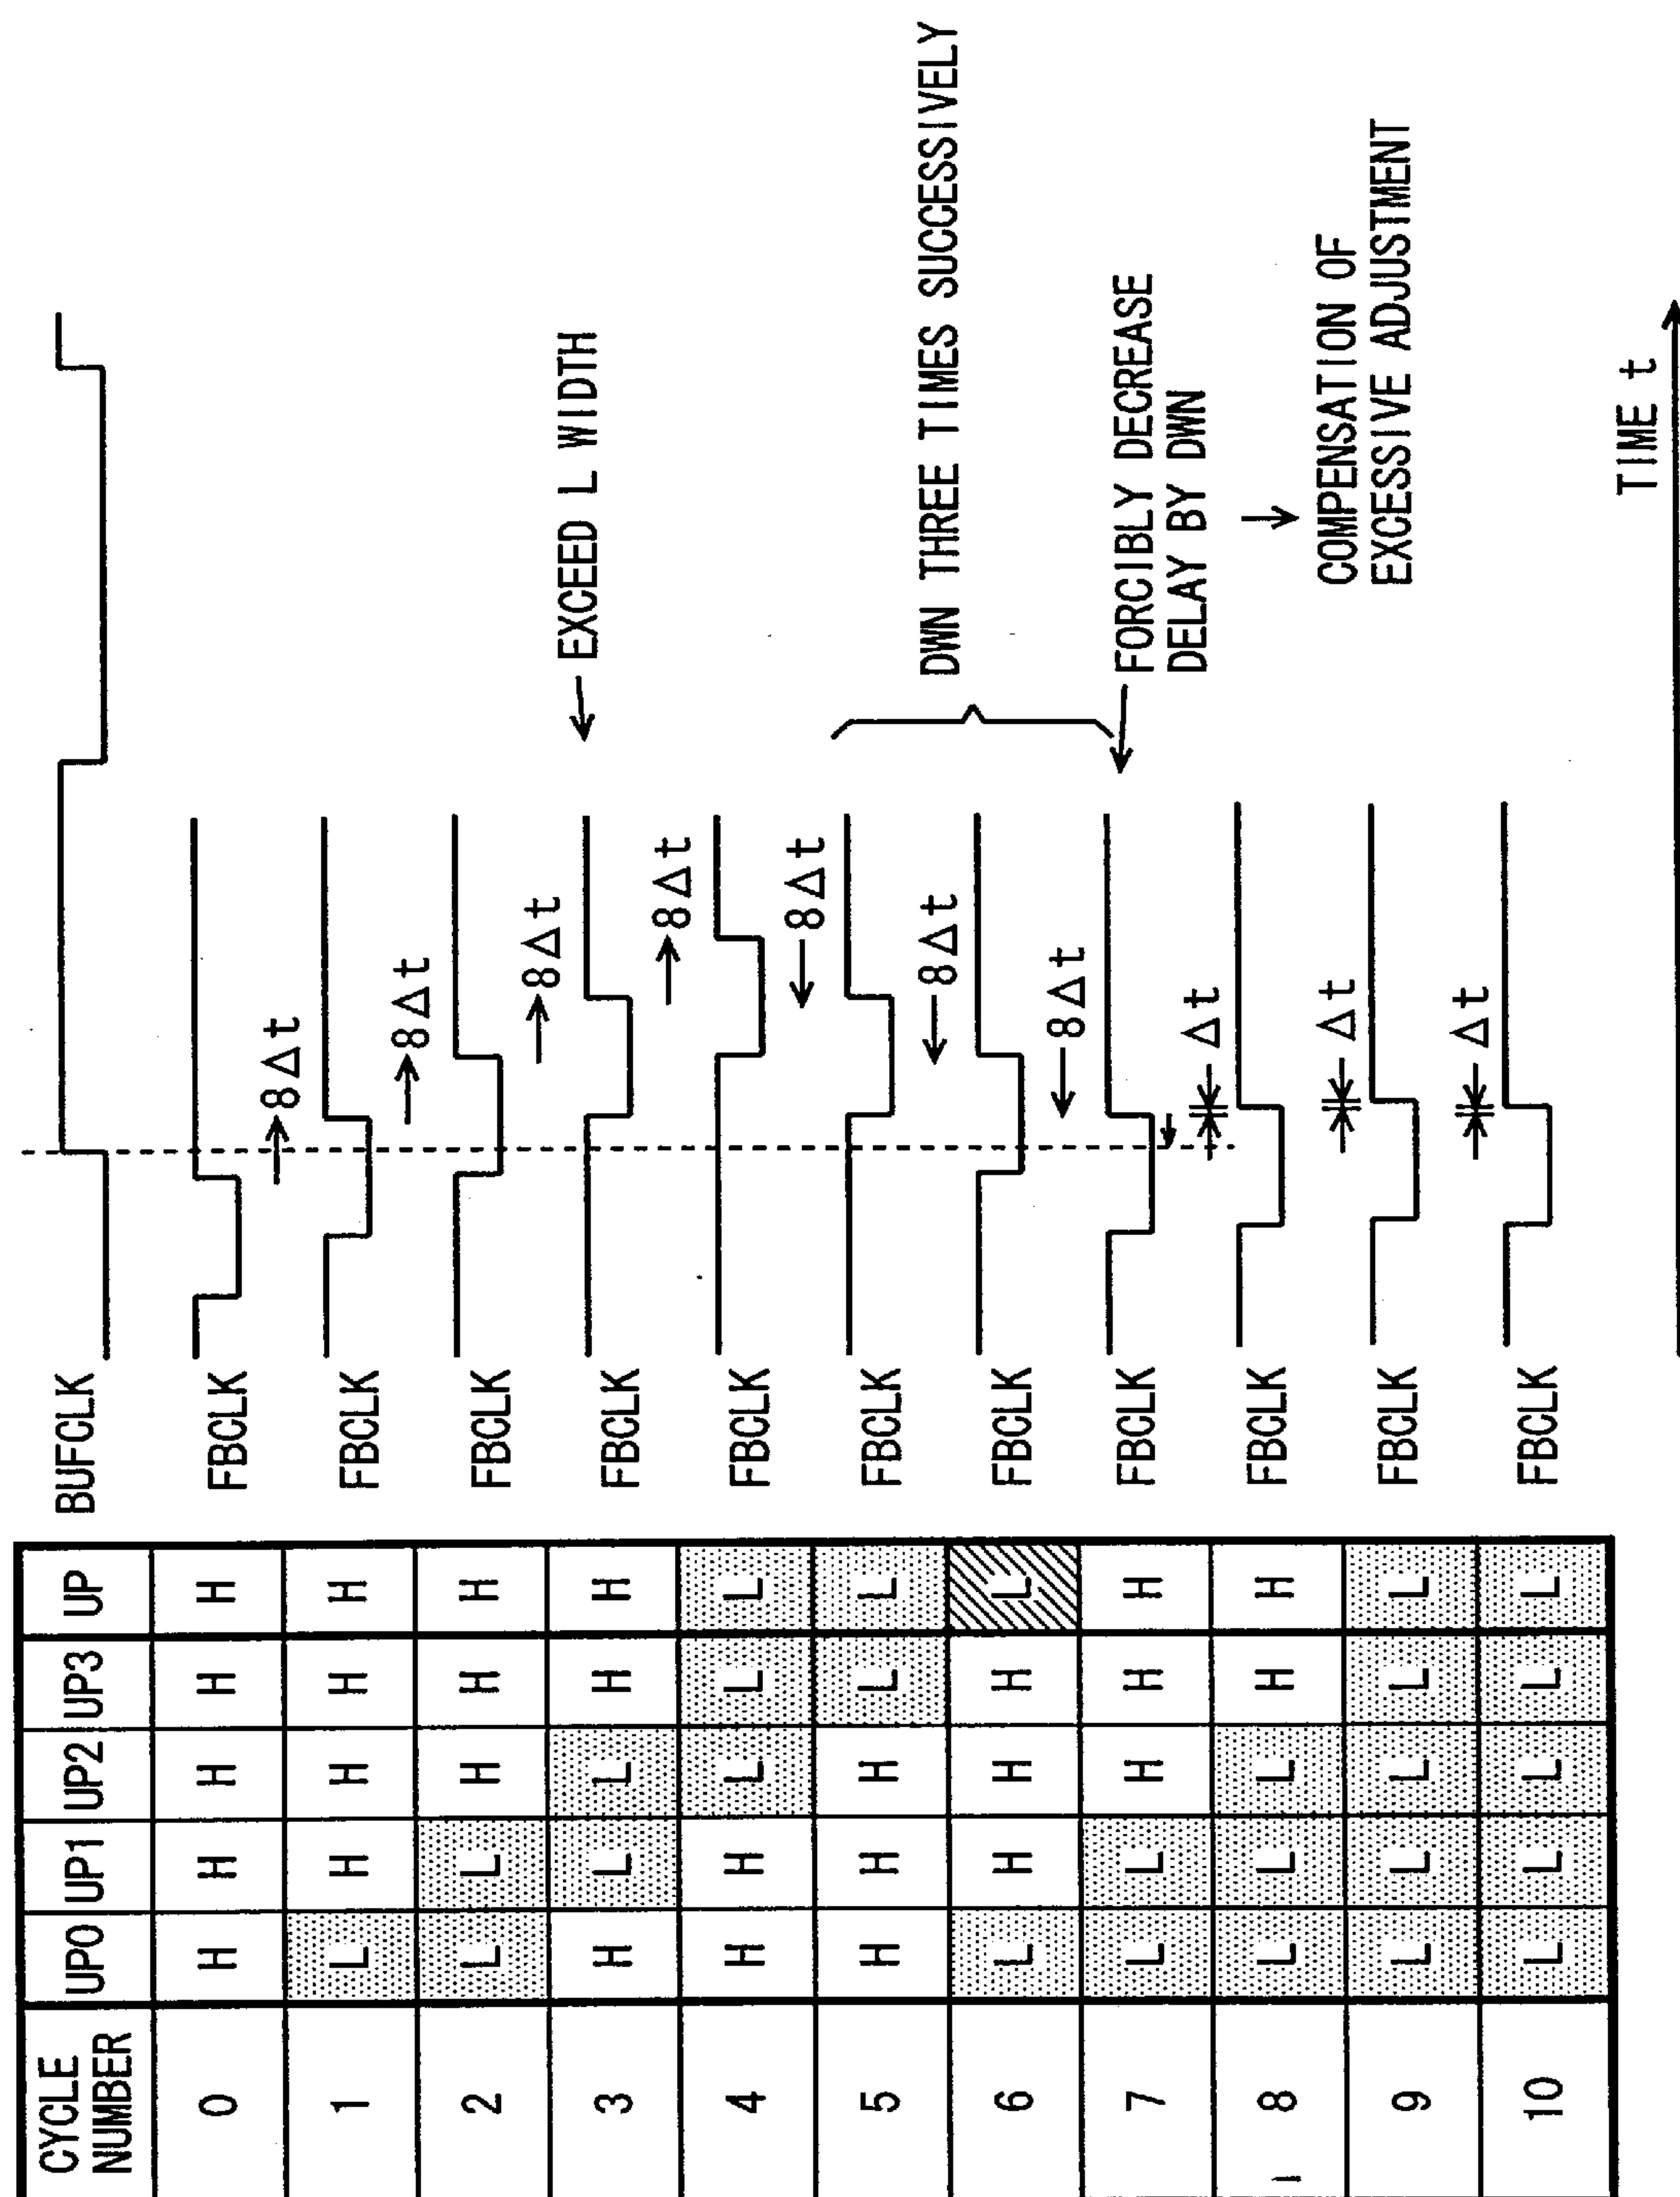 CYCLE NUMBER UP0 UP1 UP2 UP3 UP BUFCLK
0 H H H H H FBCLK
→8Δt
1 L H H H H FBCLK
→8Δt
2 L L H H H FBCLK
→8Δt
3 H L L H H FBCLK ← EXCEED L WIDTH
→8Δt
4 H H L L L FBCLK
←8Δt
5 H H H L L FBCLK
←8Δt
6 L H H H L FBCLK
DWN THREE TIMES SUCCESSIVELY
←8Δt
7 L L H H H FBCLK
FORCIBLY DECREASE
DELAY BY DWN
→←Δt
8 L L L H H FBCLK
↓
COMPENSATION OF
EXCESSIVE ADJUSTMENT
→←Δt
9 L L L L L FBCLK
→←Δt
10 L L L L L FBCLK
TIME t